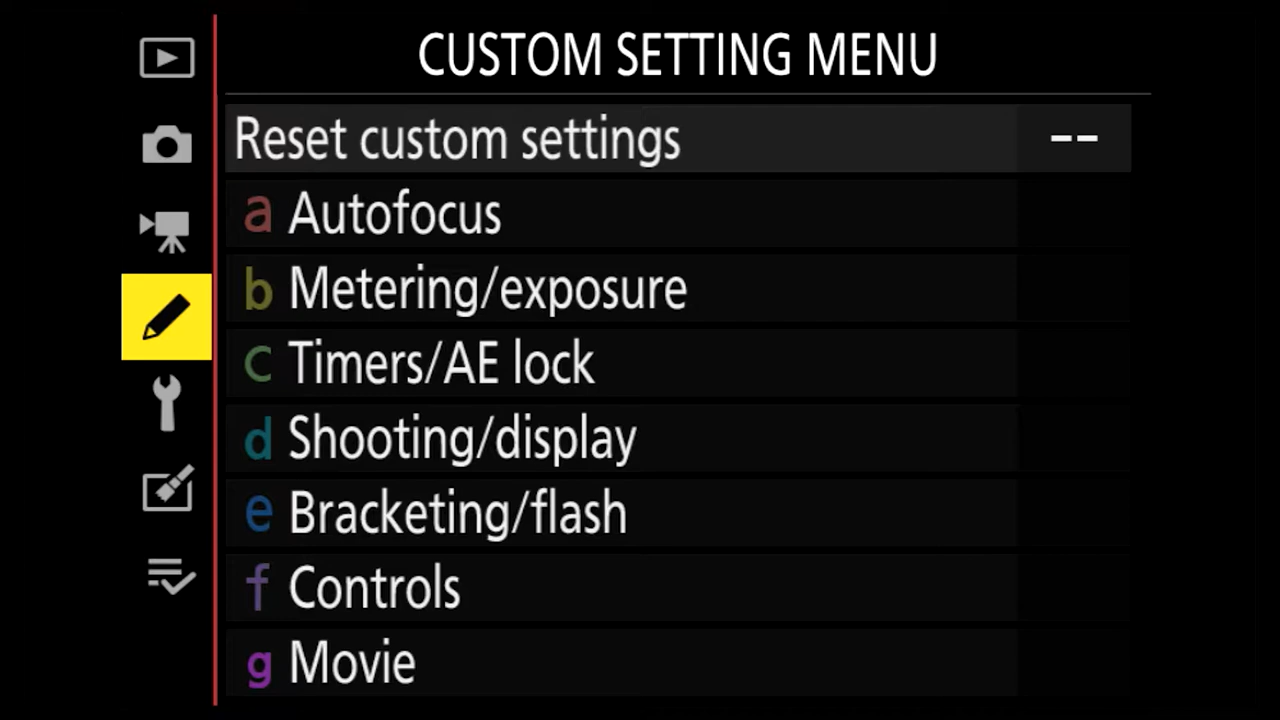 CUSTOM SETTING MENU
Reset custom settings --
a Autofocus
b Metering/exposure
c Timers/AE lock
d Shooting/display
e Bracketing/flash
f Controls
g Movie